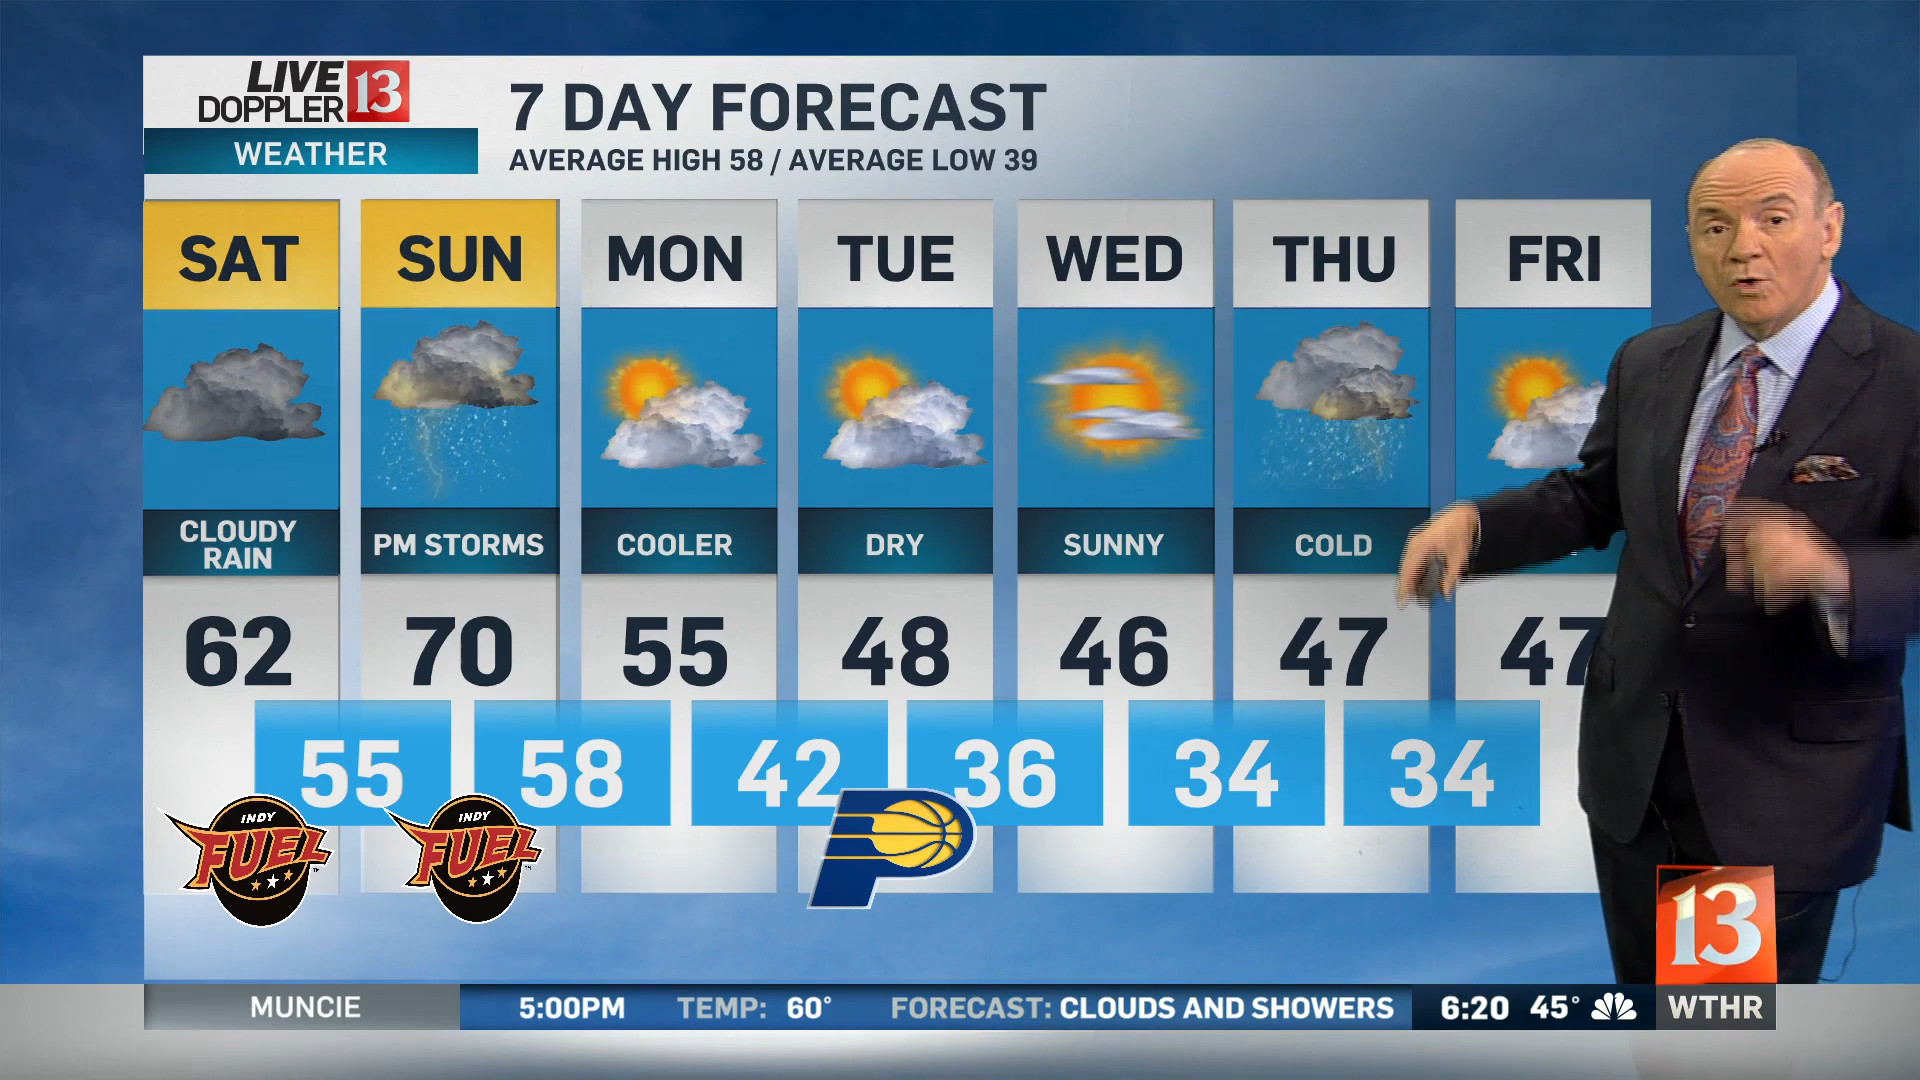 LIVE
DOPPLER 13
WEATHER
7 DAY FORECAST
AVERAGE HIGH 58 / AVERAGE LOW 39
SAT SUN MON TUE WED THU FRI
CLOUDY
RAIN
PM STORMS
COOLER
DRY
SUNNY
COLD
62 70 55 48 46 47 47
55 58 42 36 34 34
INDY
FUEL
INDY
FUEL
13
MUNCIE
5:00PM TEMP: 60° FORECAST: CLOUDS AND SHOWERS
6:20 45°
WTHR